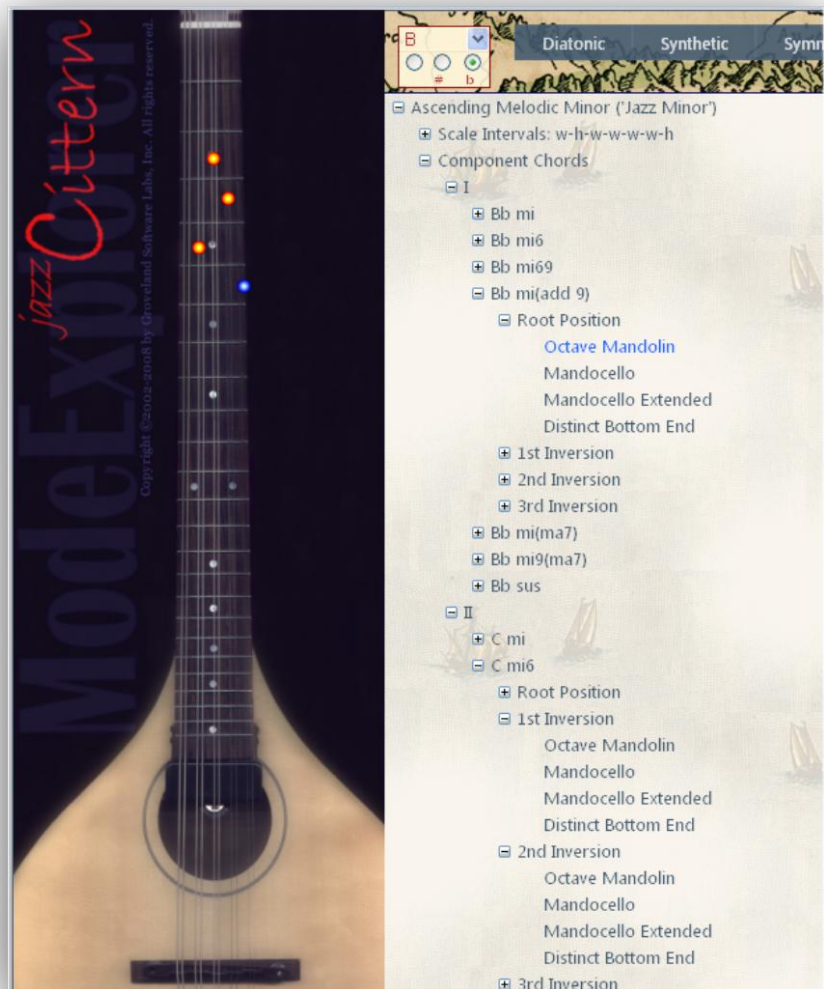 jazz Cittern
ModeExplorer
Copyright ©2002-2008 by Groveland Software Labs, Inc. All rights reserved.
B
# b
Diatonic Synthetic Symm
Ascending Melodic Minor ('Jazz Minor')
Scale Intervals: w-h-w-w-w-w-h
Component Chords
I
Bb mi
Bb mi6
Bb mi69
Bb mi(add 9)
Root Position
Octave Mandolin
Mandocello
Mandocello Extended
Distinct Bottom End
1st Inversion
2nd Inversion
3rd Inversion
Bb mi(ma7)
Bb mi9(ma7)
Bb sus
II
C mi
C mi6
Root Position
1st Inversion
Octave Mandolin
Mandocello
Mandocello Extended
Distinct Bottom End
2nd Inversion
Octave Mandolin
Mandocello
Mandocello Extended
Distinct Bottom End
3rd Inversion